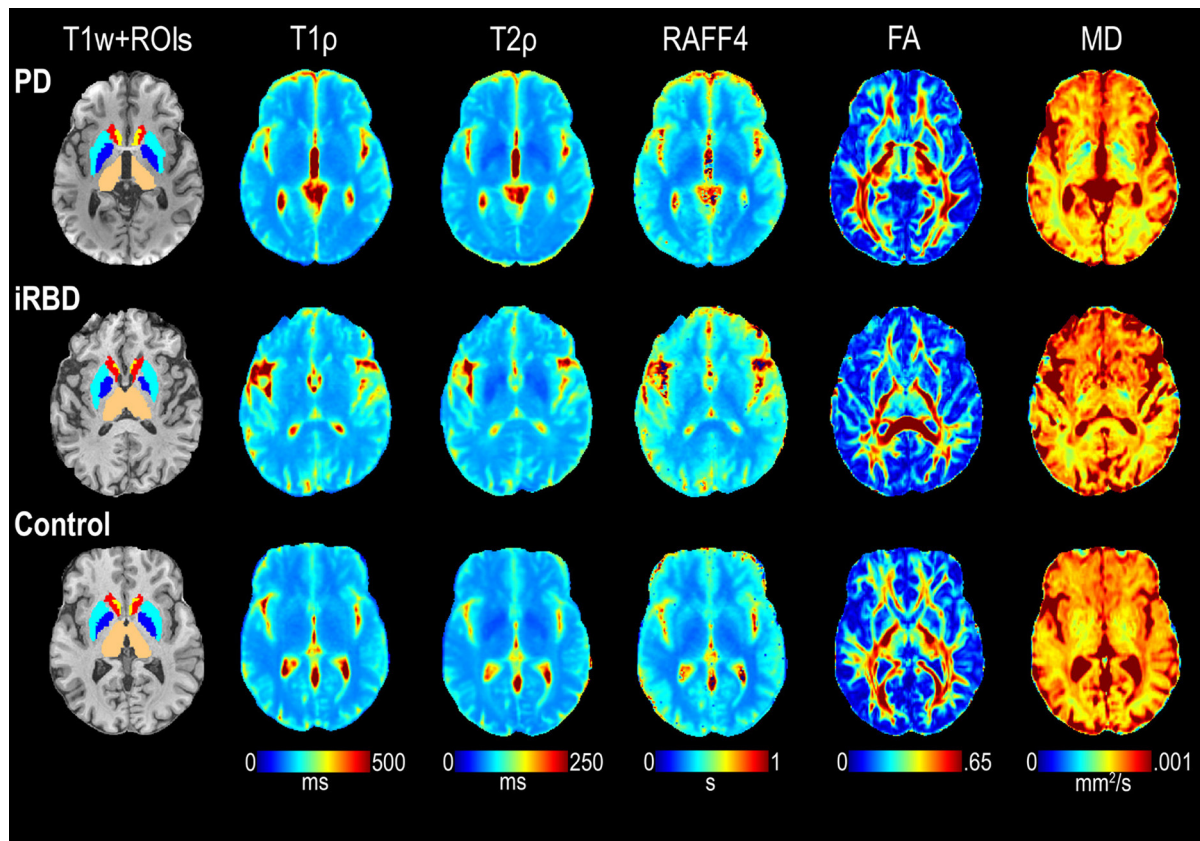 T1w+ROIs T1ρ T2ρ RAFF4 FA MD
PD
iRBD
Control
0 500 0 250 0 1 0 .65 0 .001
ms ms s mm²/s